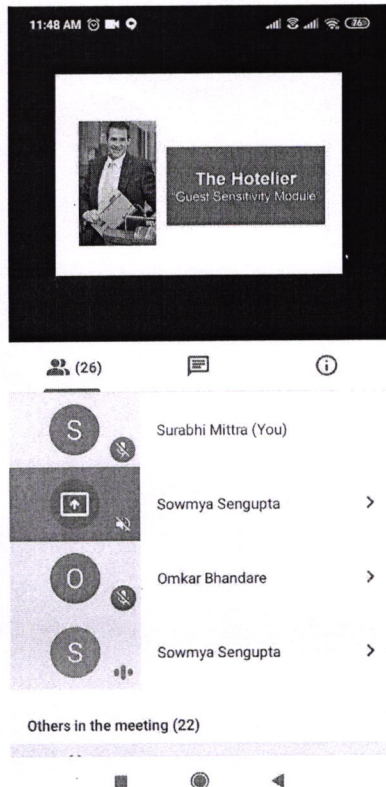 11:48 AM
76
The Hotelier
"Guest Sensitivity Module"
(26)
S
Surabhi Mittra (You)
Sowmya Sengupta
O
Omkar Bhandare
S
Sowmya Sengupta
Others in the meeting (22)